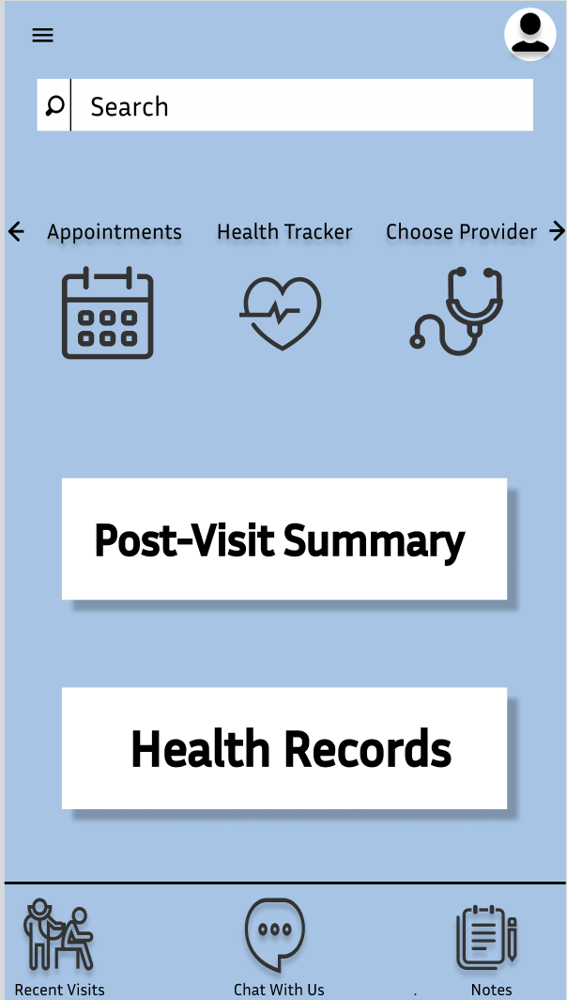 Search
Appointments Health Tracker Choose Provider
Post-Visit Summary
Health Records
Recent Visits Chat With Us . Notes